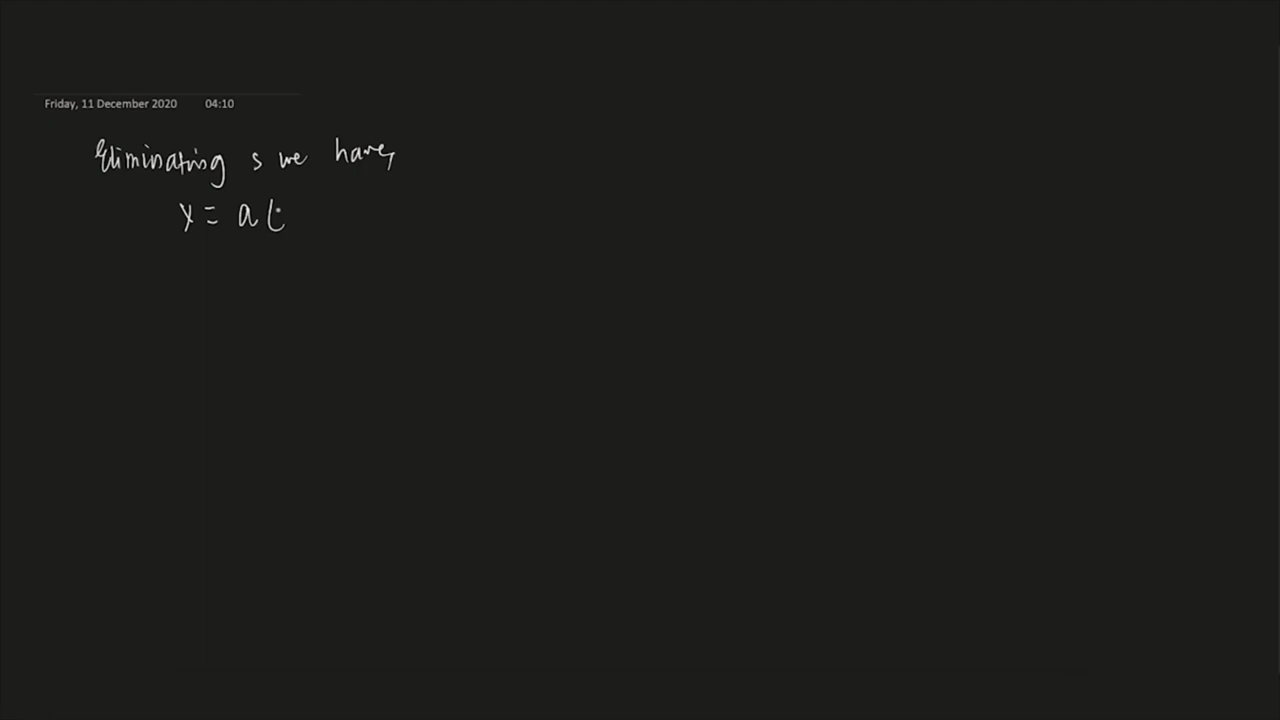 Friday, 11 December 2020 04:10
Eliminating s we have,
x = a (